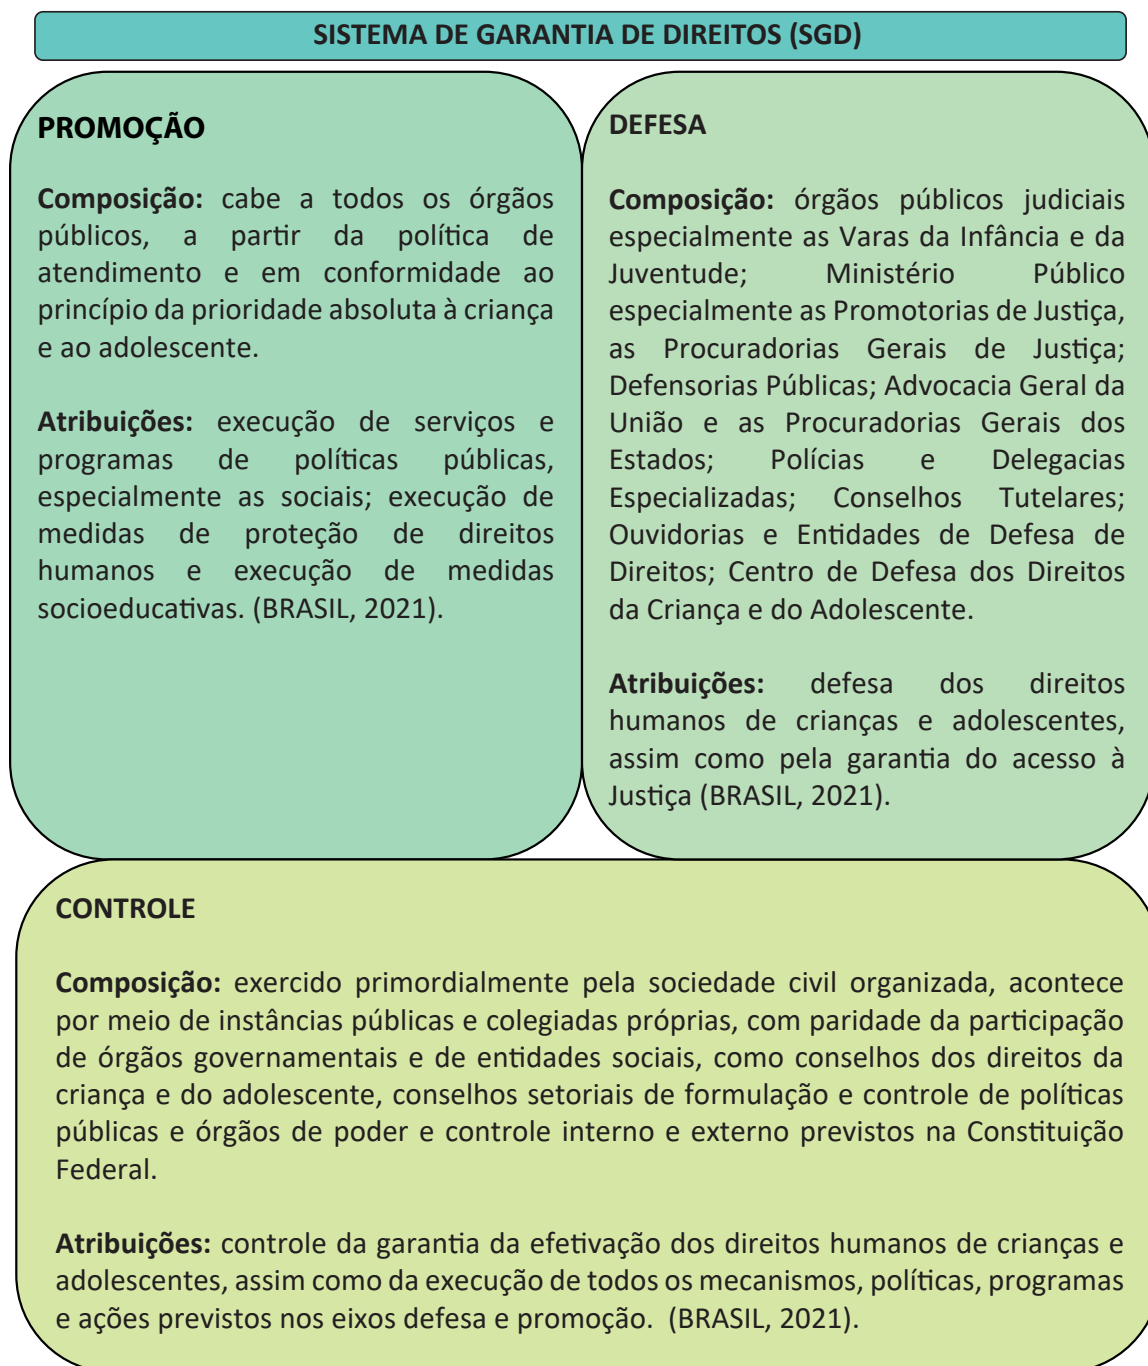 SISTEMA DE GARANTIA DE DIREITOS (SGD)
PROMOÇÃO
Composição: cabe a todos os órgãos
públicos, a partir da política de
atendimento e em conformidade ao
princípio da prioridade absoluta à criança
e ao adolescente.
Atribuições: execução de serviços e
programas de políticas públicas,
especialmente as sociais; execução de
medidas de proteção de direitos
humanos e execução de medidas
socioeducativas. (BRASIL, 2021).
DEFESA
Composição: órgãos públicos judiciais
especialmente as Varas da Infância e da
Juventude; Ministério Público
especialmente as Promotorias de Justiça,
as Procuradorias Gerais de Justiça;
Defensorias Públicas; Advocacia Geral da
União e as Procuradorias Gerais dos
Estados; Polícias e Delegacias
Especializadas; Conselhos Tutelares;
Ouvidorias e Entidades de Defesa de
Direitos; Centro de Defesa dos Direitos
da Criança e do Adolescente.
Atribuições: defesa dos direitos
humanos de crianças e adolescentes,
assim como pela garantia do acesso à
Justiça (BRASIL, 2021).
CONTROLE
Composição: exercido primordialmente pela sociedade civil organizada, acontece
por meio de instâncias públicas e colegiadas próprias, com paridade da participação
de órgãos governamentais e de entidades sociais, como conselhos dos direitos da
criança e do adolescente, conselhos setoriais de formulação e controle de políticas
públicas e órgãos de poder e controle interno e externo previstos na Constituição
Federal.
Atribuições: controle da garantia da efetivação dos direitos humanos de crianças e
adolescentes, assim como da execução de todos os mecanismos, políticas, programas
e ações previstos nos eixos defesa e promoção. (BRASIL, 2021).